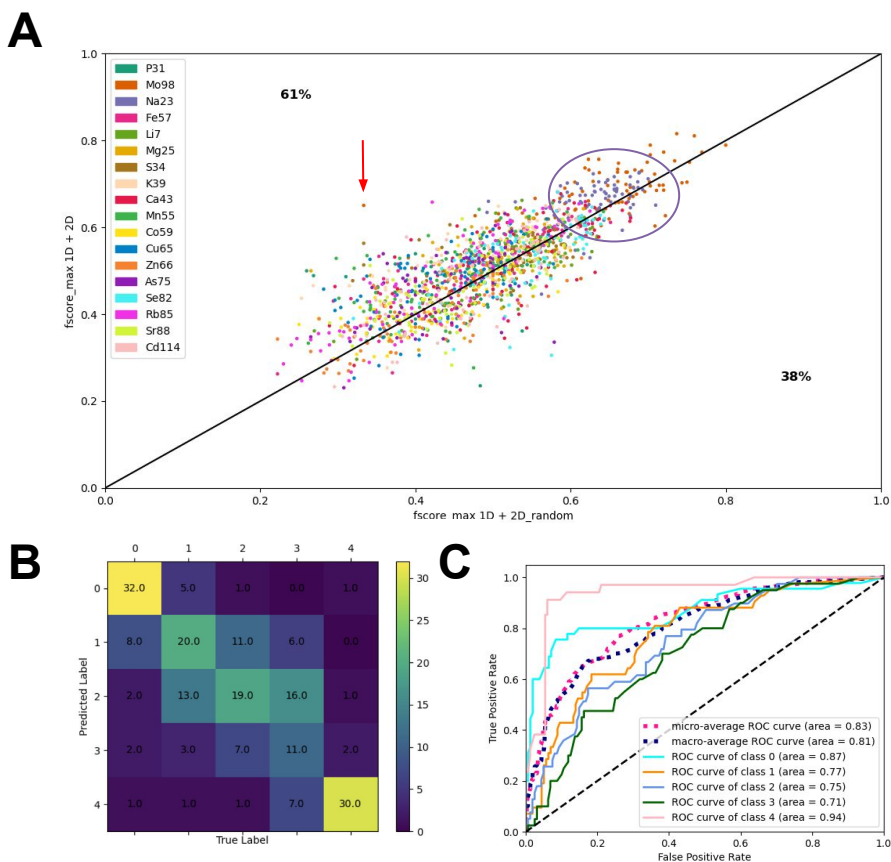 A
1.0
0.8
0.6
0.4
0.2
0.0
fscore_max 1D + 2D
P31
Mo98
Na23
Fe57
Li7
Mg25
S34
K39
Ca43
Mn55
Co59
Cu65
Zn66
As75
Se82
Rb85
Sr88
Cd114
61%
38%
0.0 0.2 0.4 0.6 0.8 1.0
fscore_max 1D + 2D_random
B
0 1 2 3 4
0 32.0 5.0 1.0 0.0 1.0
1 8.0 20.0 11.0 6.0 0.0
2 2.0 13.0 19.0 16.0 1.0
3 2.0 3.0 7.0 11.0 2.0
4 1.0 1.0 1.0 7.0 30.0
Predicted Label
True Label
30
25
20
15
10
5
0
C
1.0
0.8
0.6
0.4
0.2
0.0
True Positive Rate
micro-average ROC curve (area = 0.83)
macro-average ROC curve (area = 0.81)
ROC curve of class 0 (area = 0.87)
ROC curve of class 1 (area = 0.77)
ROC curve of class 2 (area = 0.75)
ROC curve of class 3 (area = 0.71)
ROC curve of class 4 (area = 0.94)
0.0 0.2 0.4 0.6 0.8 1.0
False Positive Rate